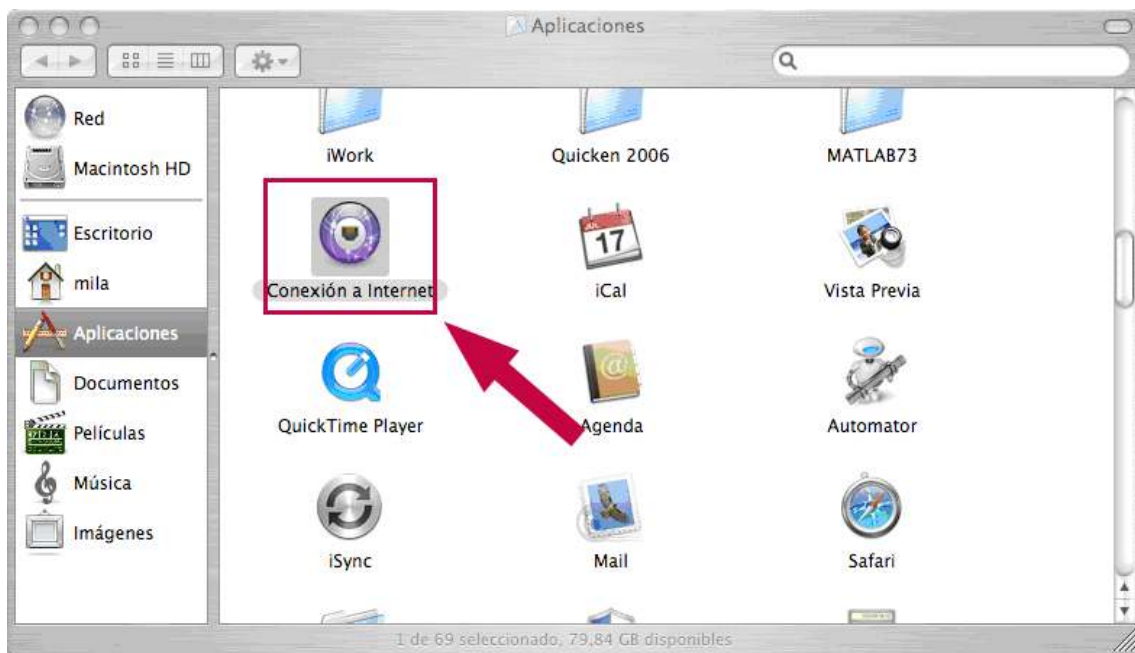 Aplicaciones
Red
Macintosh HD
Escritorio
mila
Aplicaciones
Documentos
Películas
Música
Imágenes
iWork
Quicken 2006
MATLAB73
JUL
17
Conexión a Internet
iCal
Vista Previa
@
QuickTime Player
Agenda
Automator
iSync
Mail
Safari
1 de 69 seleccionado, 79,84 GB disponibles